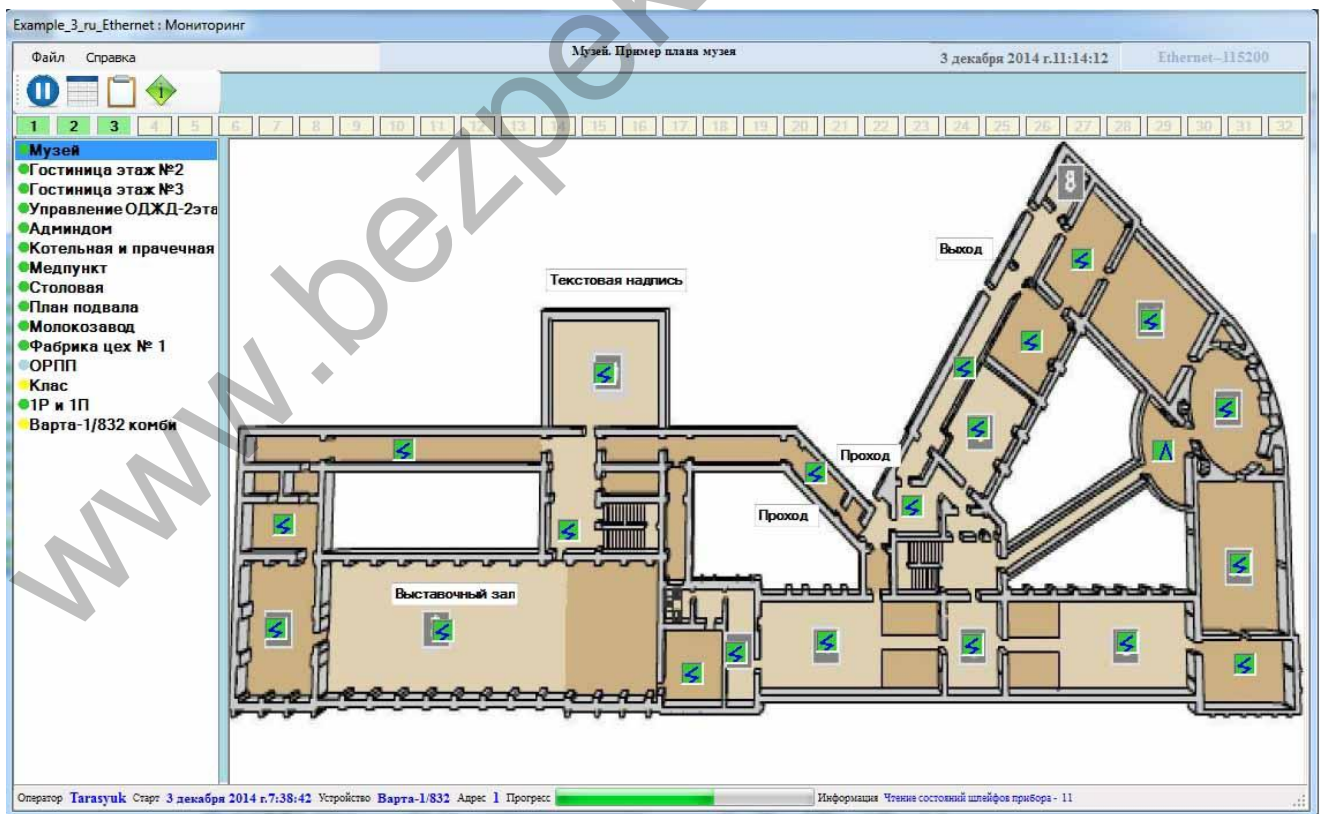 Example_3_ru_Ethernet : Мониторинг
Файл Справка
Музей. Пример плана музея
3 декабря 2014 г.11:14:12
Ethernet--115200
1 2 3 4 5 6 7 8 9 10 11 12 13 14 15 16 17 18 19 20 21 22 23 24 25 26 27 28 29 30 31 32
Музей
Гостиница этаж №2
Гостиница этаж №3
Управление ОДЖД-2эта
Админдом
Котельная и прачечная
Медпункт
Столовая
План подвала
Молокозавод
Фабрика цех № 1
ОРПП
Клас
1Р и 1П
Варта-1/832 комби
Выход
Текстовая надпись
Проход
Проход
Выставочный зал
Оператор Tarasyuk Старт 3 декабря 2014 г.7:38:42 Устройство Варта-1/832 Адрес 1 Прогресс Информация Чтение состояний шлейфов прибора - 11